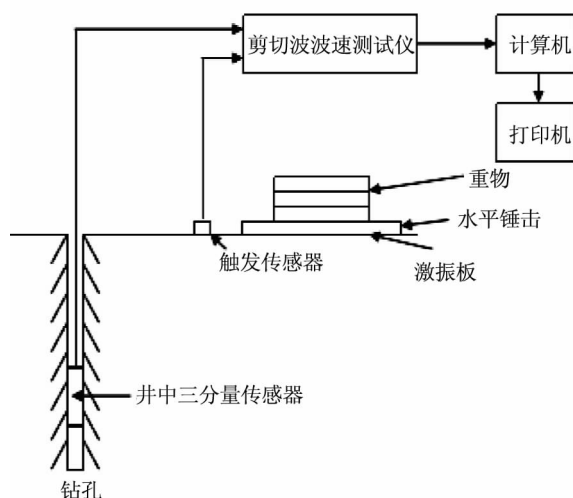 剪切波波速测试仪
计算机
打印机
重物
水平锤击
触发传感器
激振板
井中三分量传感器
钻孔